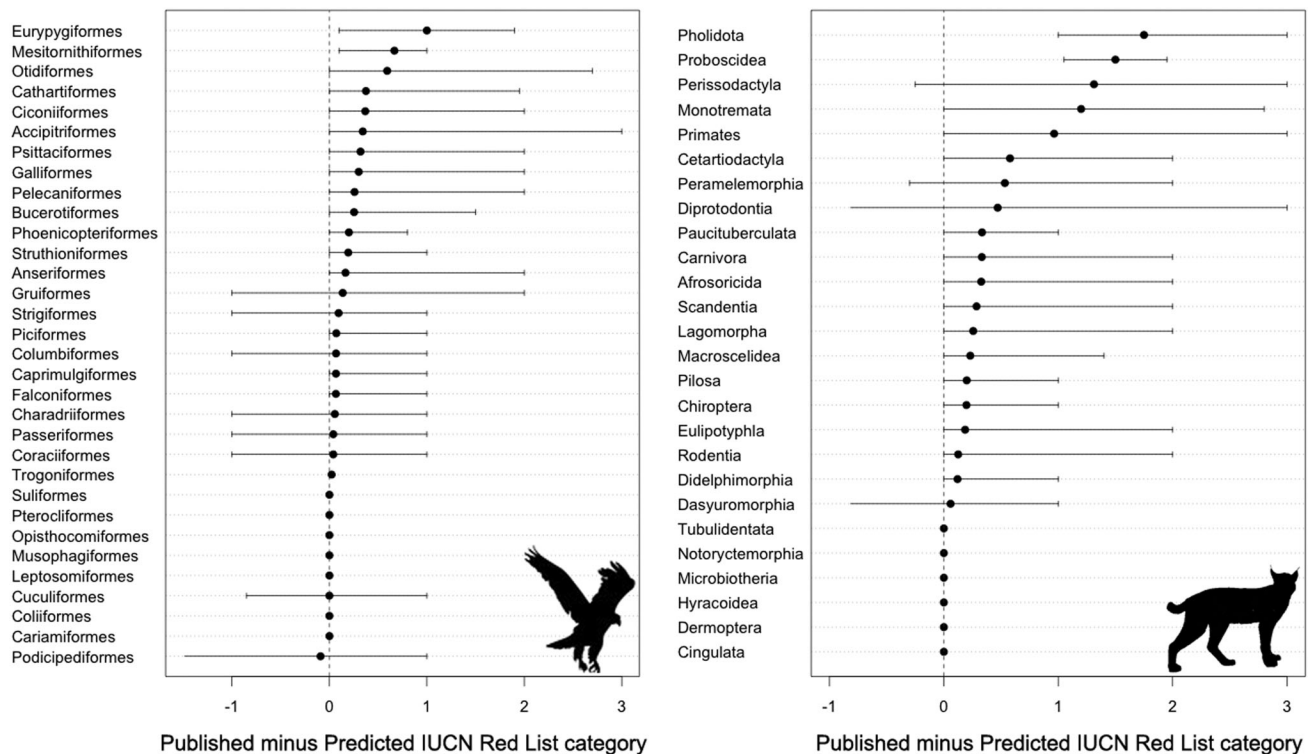 Eurypygiformes
Mesitornithiformes
Otidiformes
Cathartiformes
Ciconiiformes
Accipitriformes
Psittaciformes
Galliformes
Pelecaniformes
Bucerotiformes
Phoenicopteriformes
Struthioniformes
Anseriformes
Gruiformes
Strigiformes
Piciformes
Columbiformes
Caprimulgiformes
Falconiformes
Charadriiformes
Passeriformes
Coraciiformes
Trogoniformes
Suliformes
Pterocliformes
Opisthocomiformes
Musophagiformes
Leptosomiformes
Cuculiformes
Coliiformes
Cariamiformes
Podicipediformes
-1 0 1 2 3
Published minus Predicted IUCN Red List category
Pholidota
Proboscidea
Perissodactyla
Monotremata
Primates
Cetartiodactyla
Peramelemorphia
Diprotodontia
Paucituberculata
Carnivora
Afrosoricida
Scandentia
Lagomorpha
Macroscelidea
Pilosa
Chiroptera
Eulipotyphla
Rodentia
Didelphimorphia
Dasyuromorphia
Tubulidentata
Notoryctemorphia
Microbiotheria
Hyracoidea
Dermoptera
Cingulata
-1 0 1 2 3
Published minus Predicted IUCN Red List category